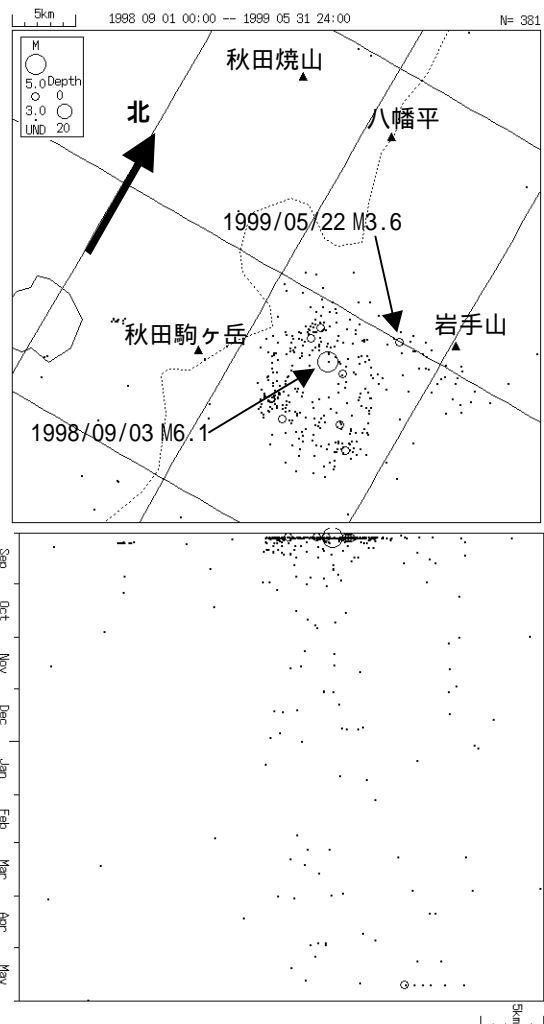 5km 1998 09 01 00:00 -- 1999 05 31 24:00 N= 381
M
5.0 Depth
0
3.0
UND 20
秋田焼山
北
八幡平
1999/05/22 M3.6
岩手山
秋田駒ヶ岳
1998/09/03 M6.1
Sep
Oct
Nov
Dec
Jan
Feb
Mar
Apr
May
5km